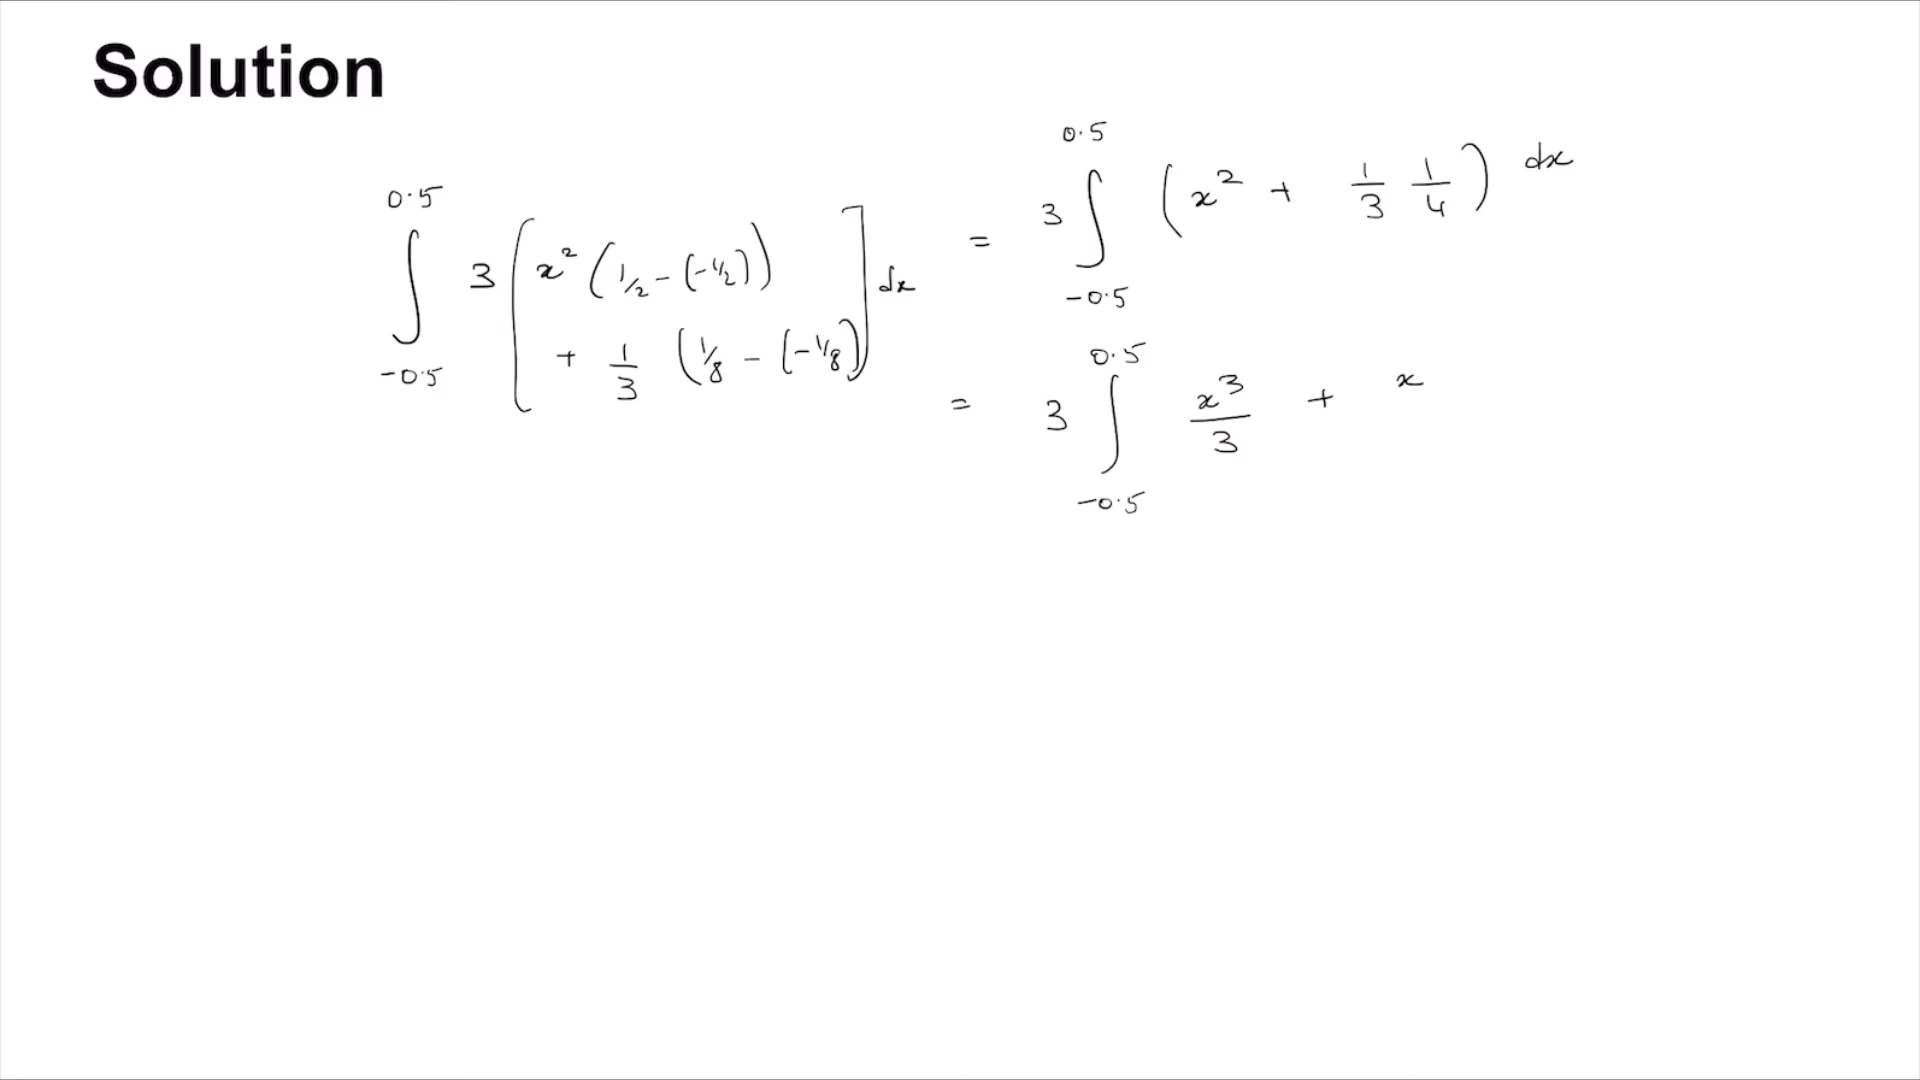 Solution
∫_{-0.5}^{0.5} 3 [ x² (1/2 - (-1/2)) + 1/3 (1/8 - (-1/8) ] dx
= 3 ∫_{-0.5}^{0.5} ( x² + 1/3 1/4 ) dx
= 3 ∫_{-0.5}^{0.5} x³/3 + x